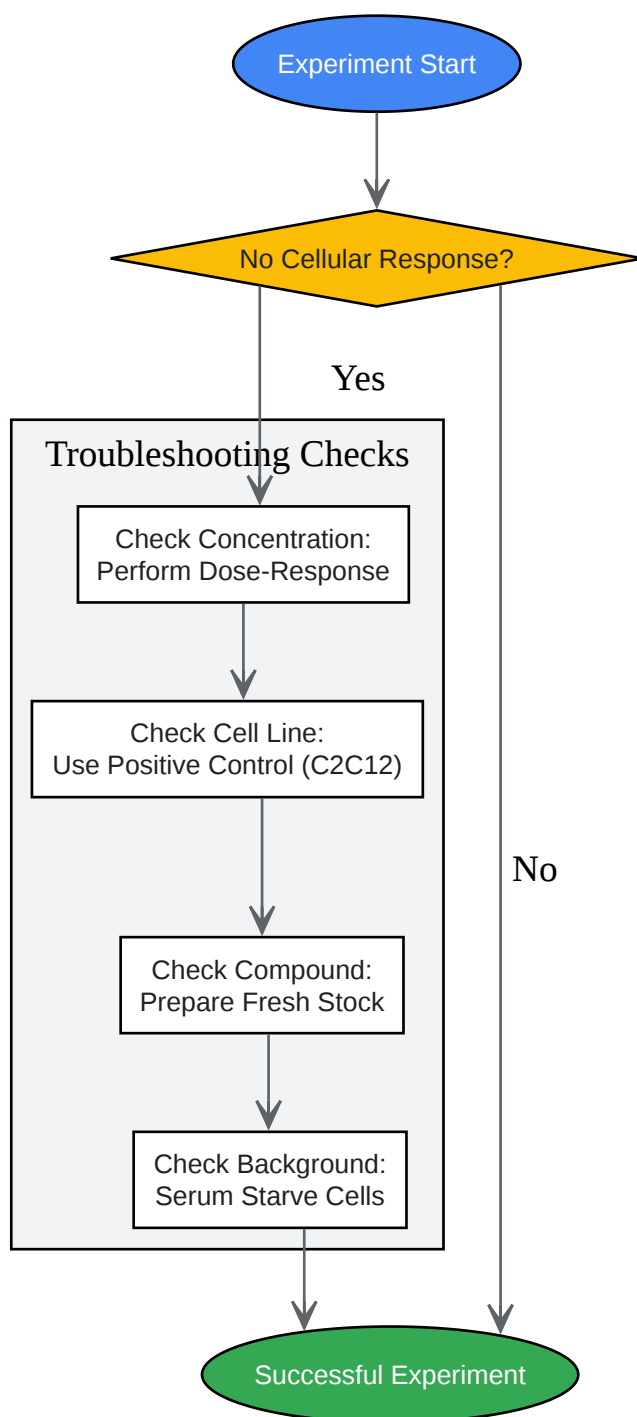 Experiment Start
No Cellular Response?
Yes
Troubleshooting Checks
Check Concentration:
Perform Dose-Response
Check Cell Line:
Use Positive Control (C2C12)
No
Check Compound:
Prepare Fresh Stock
Check Background:
Serum Starve Cells
Successful Experiment